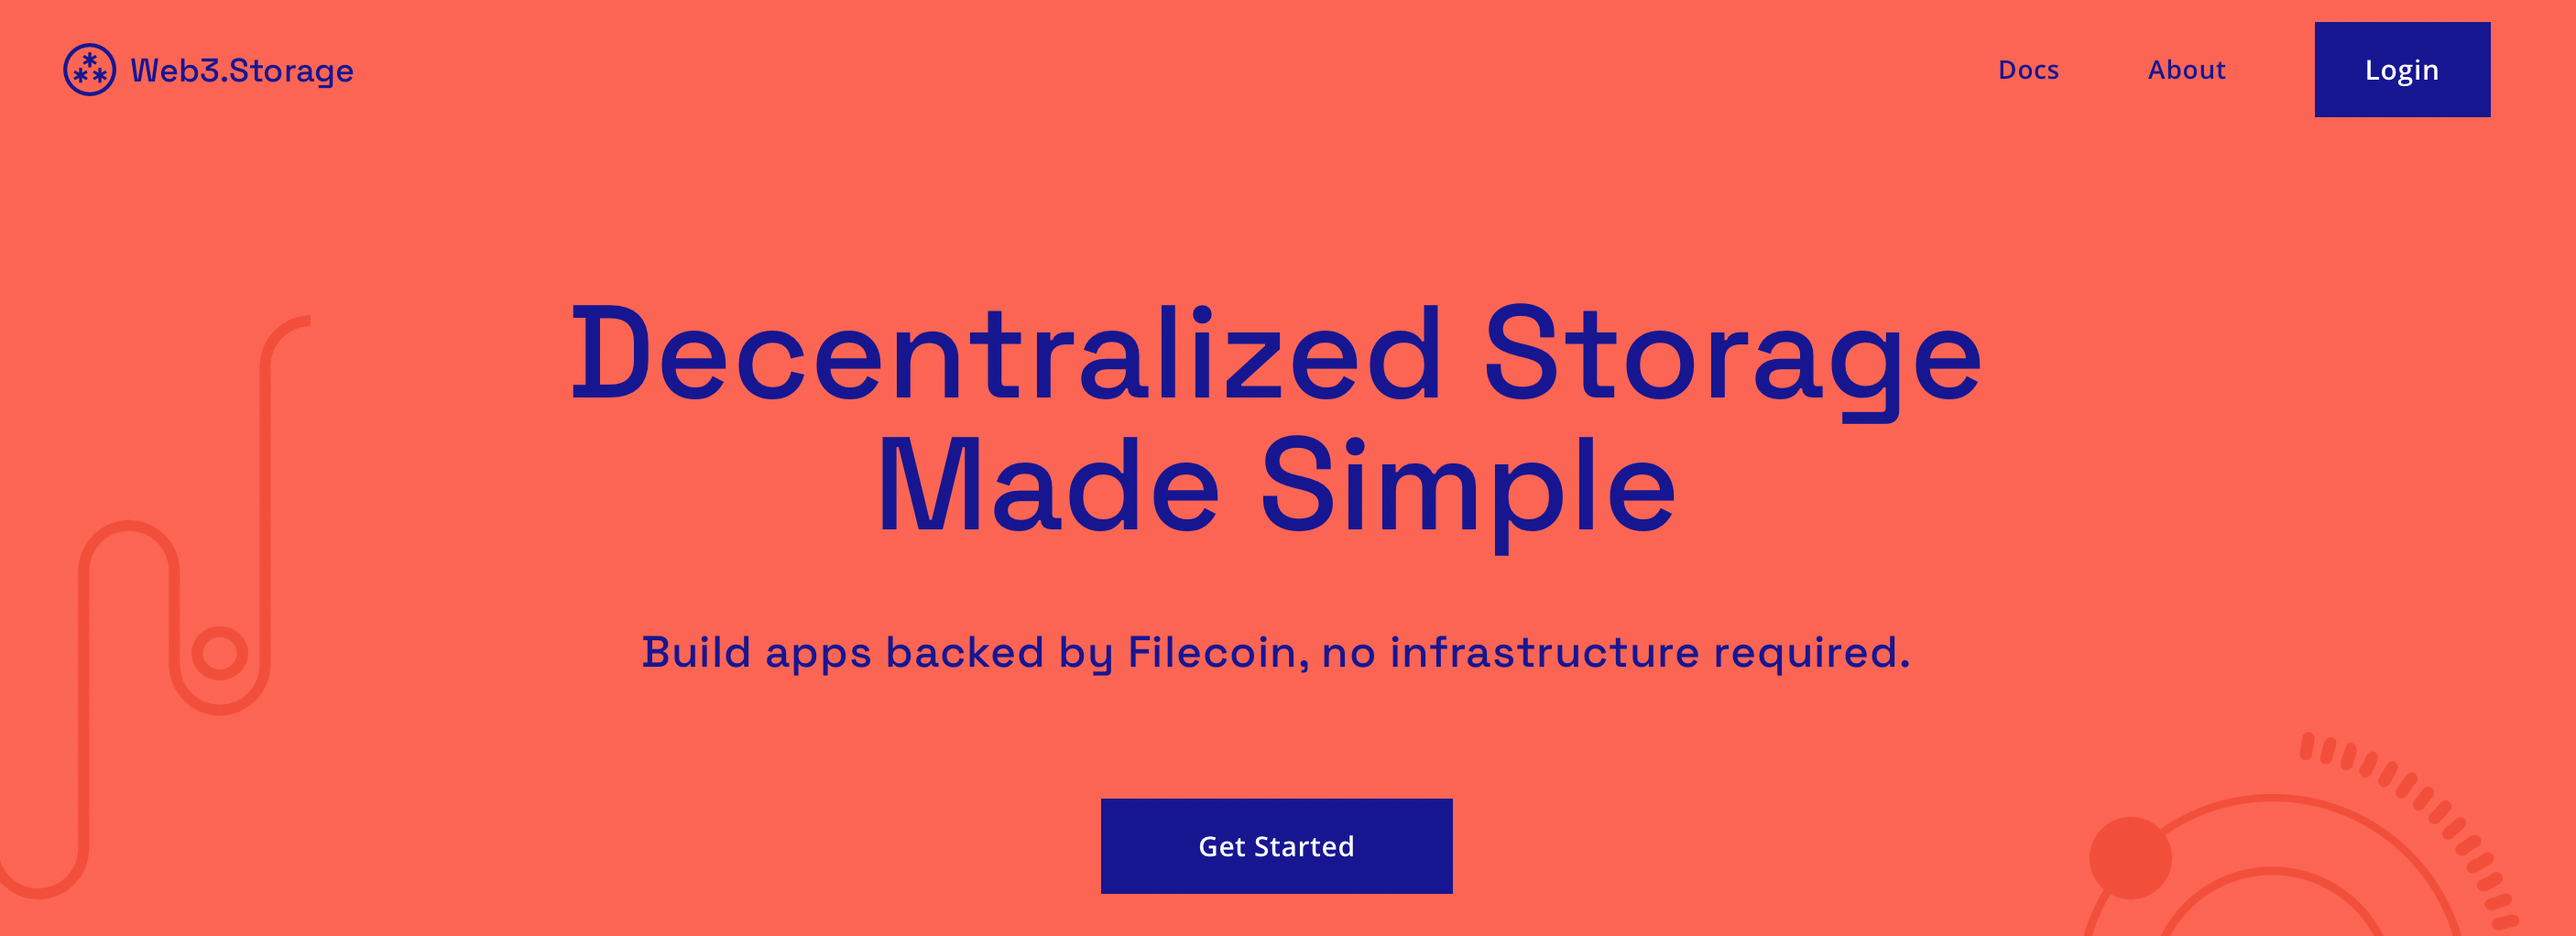 Web3.Storage
Docs
About
Login
Decentralized Storage
Made Simple
Build apps backed by Filecoin, no infrastructure required.
Get Started